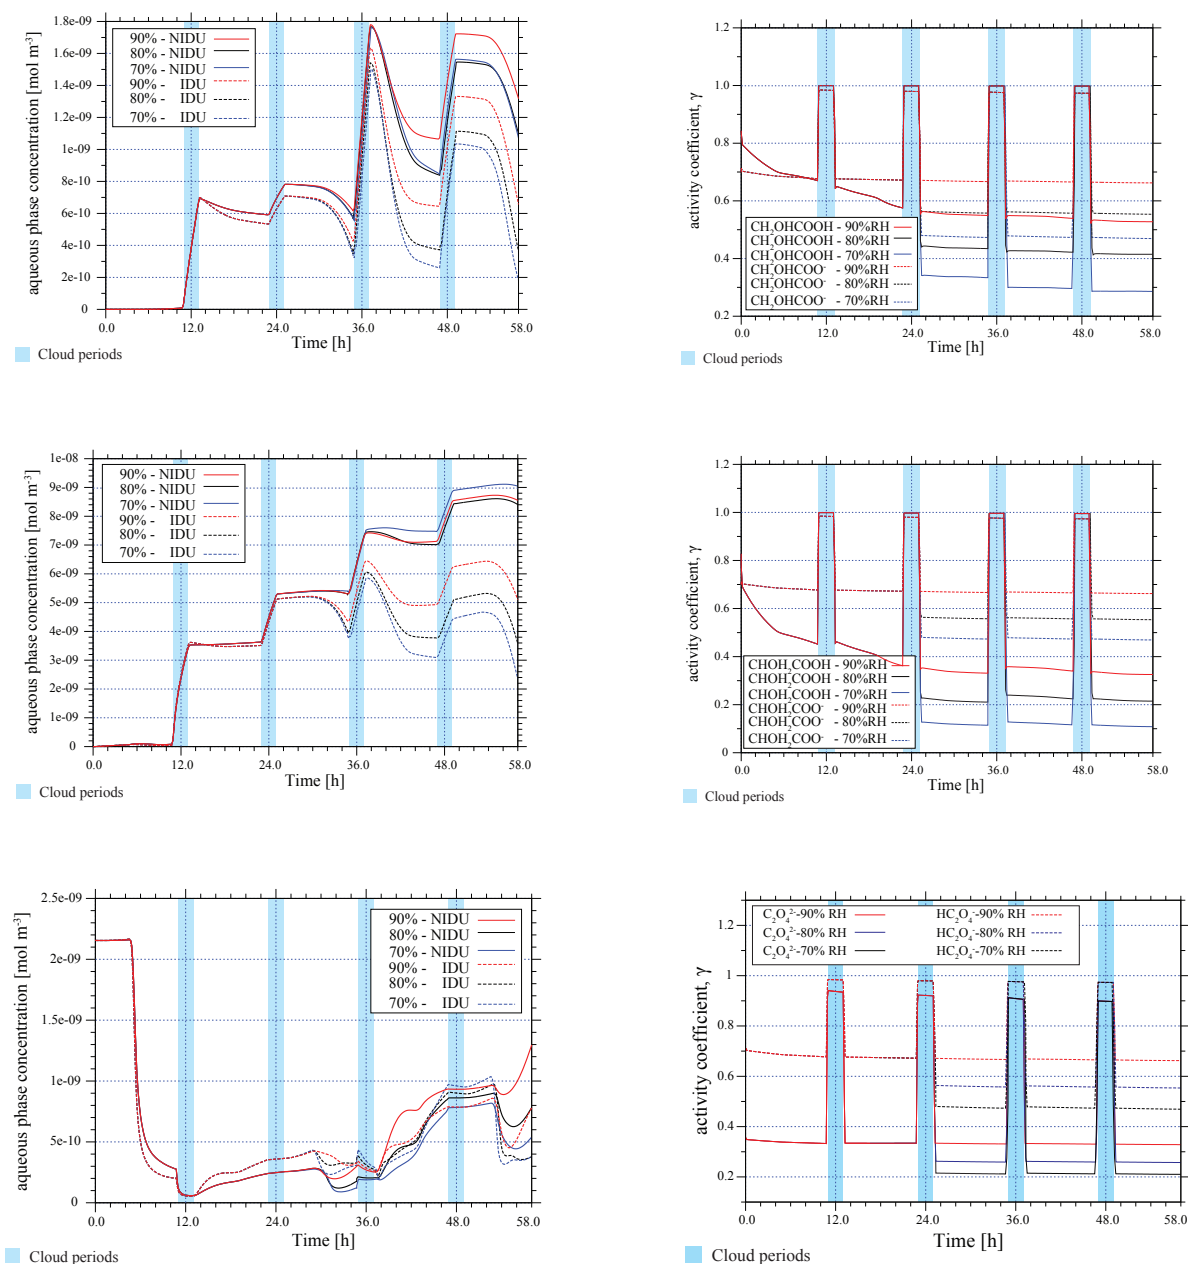 aqueous phase concentration [mol m⁻³]
1.8e-09
1.6e-09
1.4e-09
1.2e-09
1e-09
8e-10
6e-10
4e-10
2e-10
0
90% - NIDU
80% - NIDU
70% - NIDU
90% - IDU
80% - IDU
70% - IDU
0.0 12.0 24.0 36.0 48.0 58.0
Time [h]
Cloud periods
activity coefficient, γ
1.2
1.0
0.8
0.6
0.4
0.2
CH₂OHCOOH - 90%RH
CH₂OHCOOH - 80%RH
CH₂OHCOOH - 70%RH
CH₂OHCOO⁻ - 90%RH
CH₂OHCOO⁻ - 80%RH
CH₂OHCOO⁻ - 70%RH
0.0 12.0 24.0 36.0 48.0 58.0
Time [h]
Cloud periods
aqueous phase concentration [mol m⁻³]
1e-08
9e-09
8e-09
7e-09
6e-09
5e-09
4e-09
3e-09
2e-09
1e-09
0
90% - NIDU
80% - NIDU
70% - NIDU
90% - IDU
80% - IDU
70% - IDU
0.0 12.0 24.0 36.0 48.0 58.0
Time [h]
Cloud periods
activity coefficient, γ
1.2
1.0
0.8
0.6
0.4
0.2
0
CHOH₂COOH - 90%RH
CHOH₂COOH - 80%RH
CHOH₂COOH - 70%RH
CHOH₂COO⁻ - 90%RH
CHOH₂COO⁻ - 80%RH
CHOH₂COO⁻ - 70%RH
0.0 12.0 24.0 36.0 48.0 58.0
Time [h]
Cloud periods
aqueous phase concentration [mol m⁻³]
2.5e-09
2e-09
1.5e-09
1e-09
5e-10
0
90% - NIDU
80% - NIDU
70% - NIDU
90% - IDU
80% - IDU
70% - IDU
0.0 12.0 24.0 36.0 48.0 58.0
Time [h]
Cloud periods
activity coefficient, γ
1.2
1
0.8
0.6
0.4
0.2
C₂O₄²⁻-90% RH HC₂O₄⁻-90% RH
C₂O₄²⁻-80% RH HC₂O₄⁻-80% RH
C₂O₄²⁻-70% RH HC₂O₄⁻-70% RH
0.0 12.0 24.0 36.0 48.0 58.0
Time [h]
Cloud periods